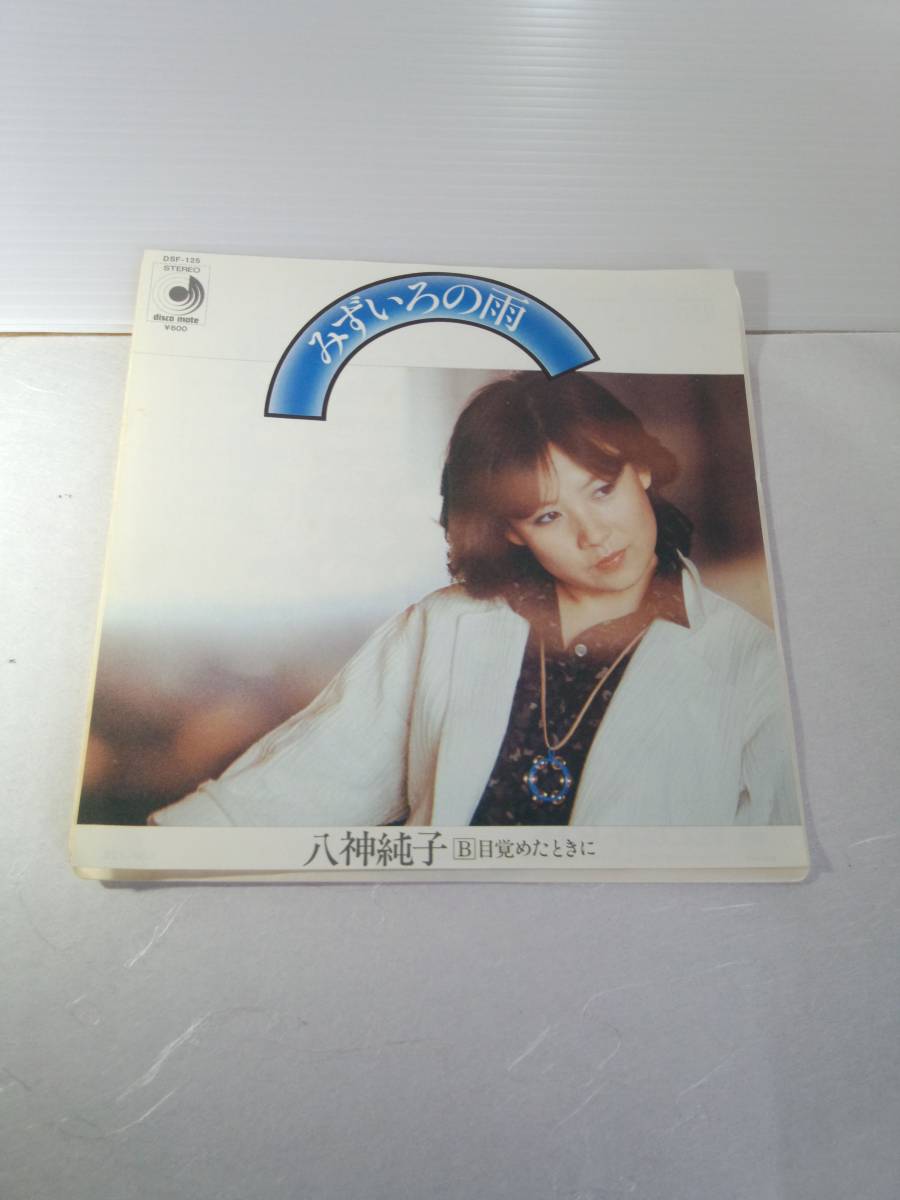 DSF-125
STEREO
disco mate
¥600
みずいろの雨
八神純子 B 目覚めたときに